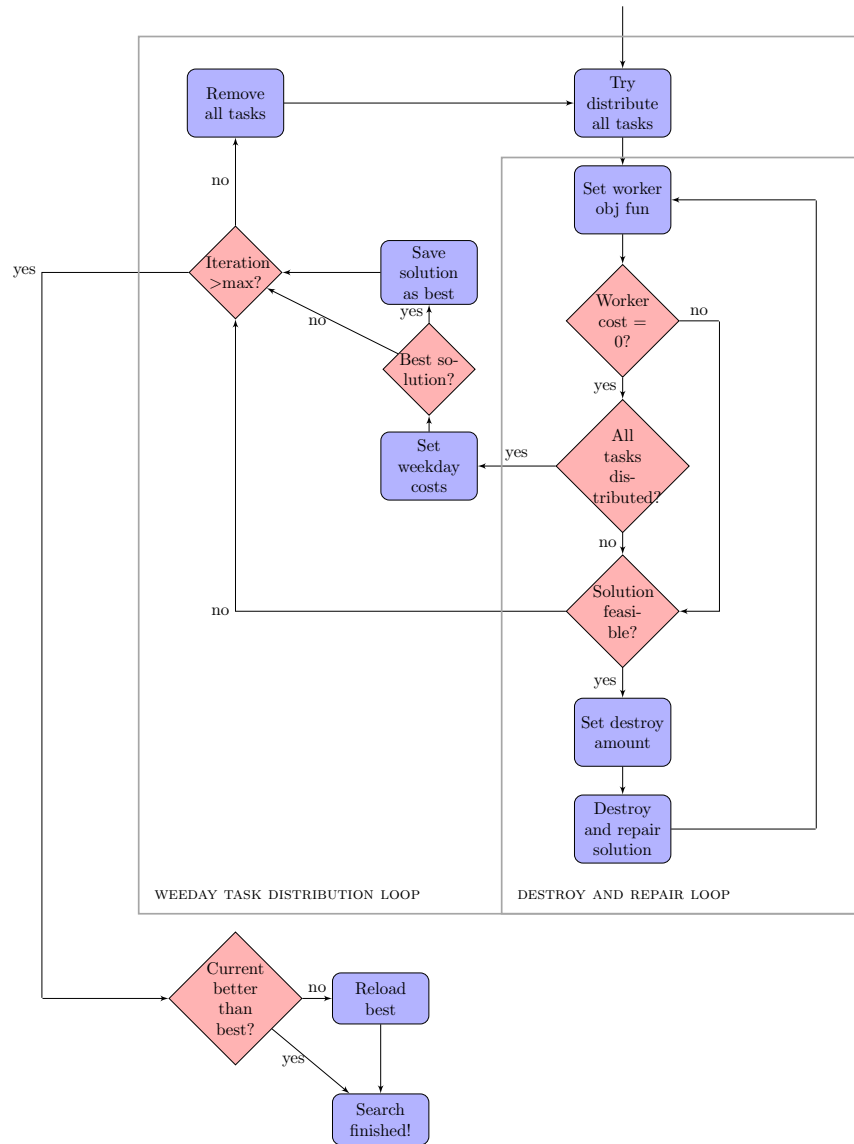 Remove
all tasks
Try
distribute
all tasks
no
Set worker
obj fun
yes
Iteration
>max?
Save
solution
as best
no
yes
Worker
cost =
0?
no
Best so-
lution?
yes
Set
weekday
costs
yes
All
tasks
dis-
tributed?
no
no
Solution
feasi-
ble?
yes
Set destroy
amount
Destroy
and repair
solution
WEEDAY TASK DISTRIBUTION LOOP
DESTROY AND REPAIR LOOP
Current
better
than
best?
no
Reload
best
yes
Search
finished!